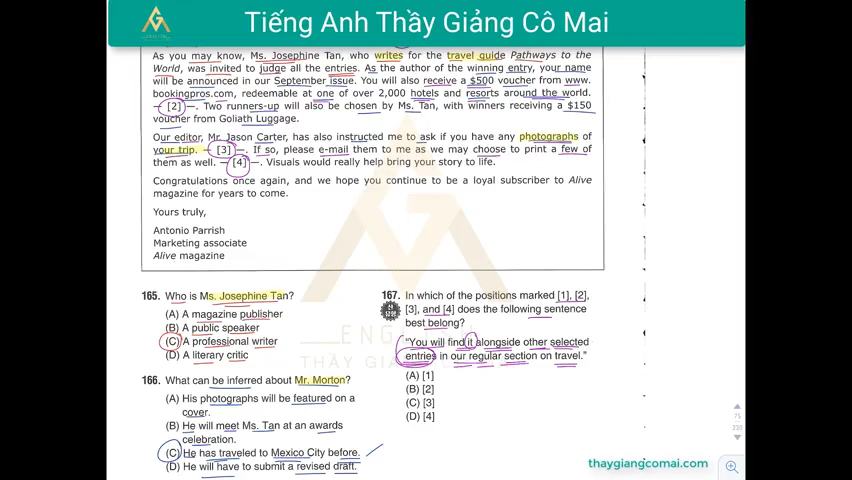 Tiếng Anh Thầy Giảng Cô Mai
As you may know, Ms. Josephine Tan, who writes for the travel guide Pathways to the
World, was invited to judge all the entries. As the author of the winning entry, your name
will be announced in our September issue. You will also receive a $500 voucher from www.
bookingpros.com, redeemable at one of over 2,000 hotels and resorts around the world.
— [2] —. Two runners-up will also be chosen by Ms. Tan, with winners receiving a $150
voucher from Goliath Luggage.
Our editor, Mr. Jason Carter, has also instructed me to ask if you have any photographs of
your trip. — [3] —. If so, please e-mail them to me as we may choose to print a few of
them as well. — [4] —. Visuals would really help bring your story to life.
Congratulations once again, and we hope you continue to be a loyal subscriber to Alive
magazine for years to come.
Yours truly,
Antonio Parrish
Marketing associate
Alive magazine
165. Who is Ms. Josephine Tan?
(A) A magazine publisher
(B) A public speaker
(C) A professional writer
(D) A literary critic
166. What can be inferred about Mr. Morton?
(A) His photographs will be featured on a
cover.
(B) He will meet Ms. Tan at an awards
celebration.
(C) He has traveled to Mexico City before.
(D) He will have to submit a revised draft.
167. In which of the positions marked [1], [2],
[3], and [4] does the following sentence
best belong?
"You will find it alongside other selected
entries in our regular section on travel."
(A) [1]
(B) [2]
(C) [3]
(D) [4]
ENGLISH
THẦY GIẢNG CÔ MAI
75
230
thaygiangcomai.com